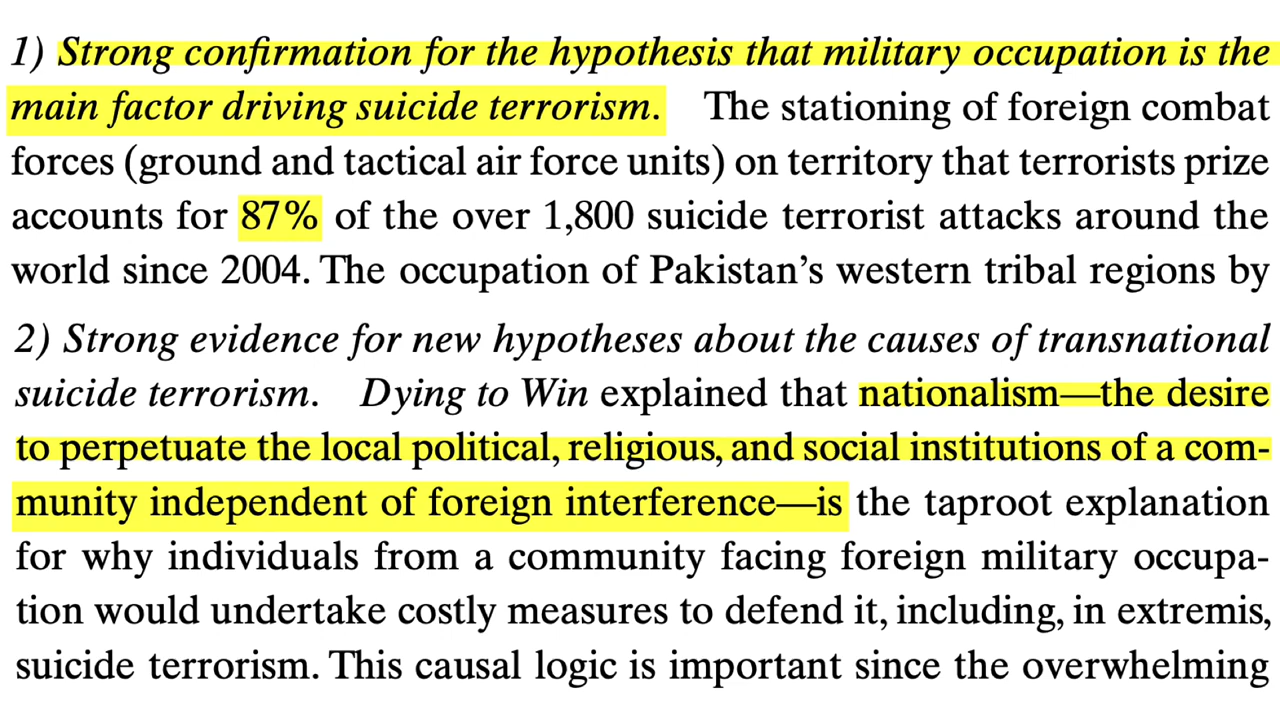 1) Strong confirmation for the hypothesis that military occupation is the
main factor driving suicide terrorism. The stationing of foreign combat
forces (ground and tactical air force units) on territory that terrorists prize
accounts for 87% of the over 1,800 suicide terrorist attacks around the
world since 2004. The occupation of Pakistan’s western tribal regions by
2) Strong evidence for new hypotheses about the causes of transnational
suicide terrorism. Dying to Win explained that nationalism—the desire
to perpetuate the local political, religious, and social institutions of a com-
munity independent of foreign interference—is the taproot explanation
for why individuals from a community facing foreign military occupa-
tion would undertake costly measures to defend it, including, in extremis,
suicide terrorism. This causal logic is important since the overwhelming